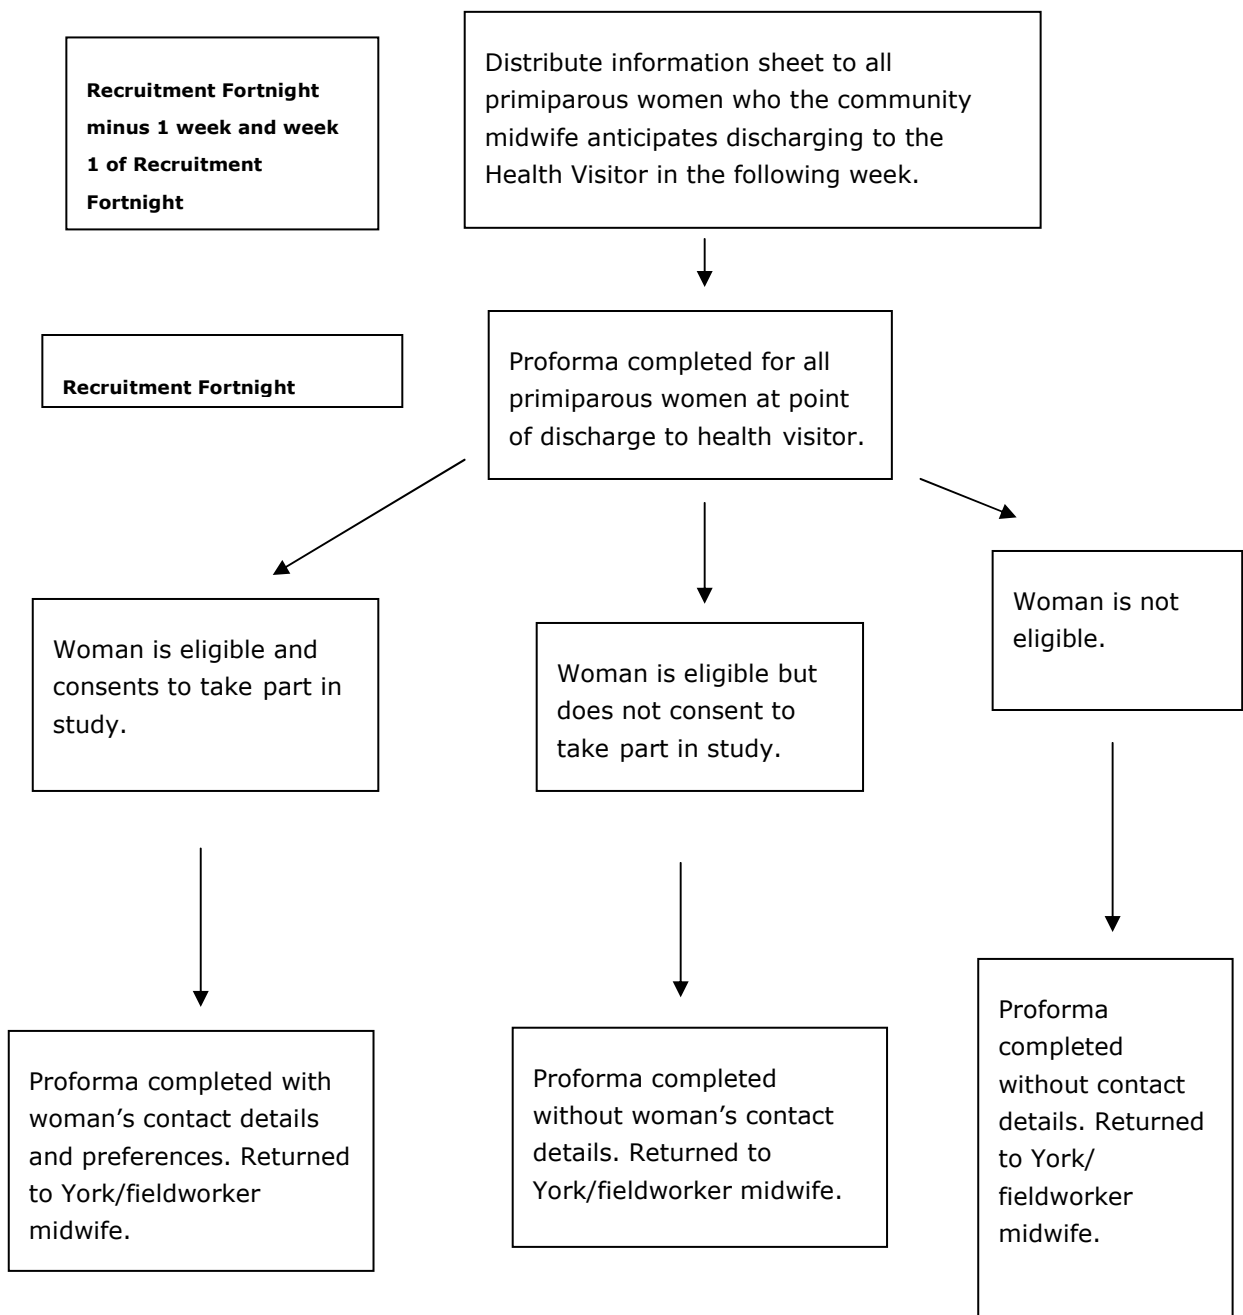 Recruitment Fortnight
minus 1 week and week
1 of Recruitment
Fortnight
Distribute information sheet to all
primiparous women who the community
midwife anticipates discharging to the
Health Visitor in the following week.
Recruitment Fortnight
Proforma completed for all
primiparous women at point
of discharge to health visitor.
Woman is eligible and
consents to take part in
study.
Woman is eligible but
does not consent to
take part in study.
Woman is not
eligible.
Proforma completed with
woman’s contact details
and preferences. Returned
to York/fieldworker
midwife.
Proforma completed
without woman’s contact
details. Returned to
York/fieldworker midwife.
Proforma
completed
without contact
details. Returned
to York/
fieldworker
midwife.